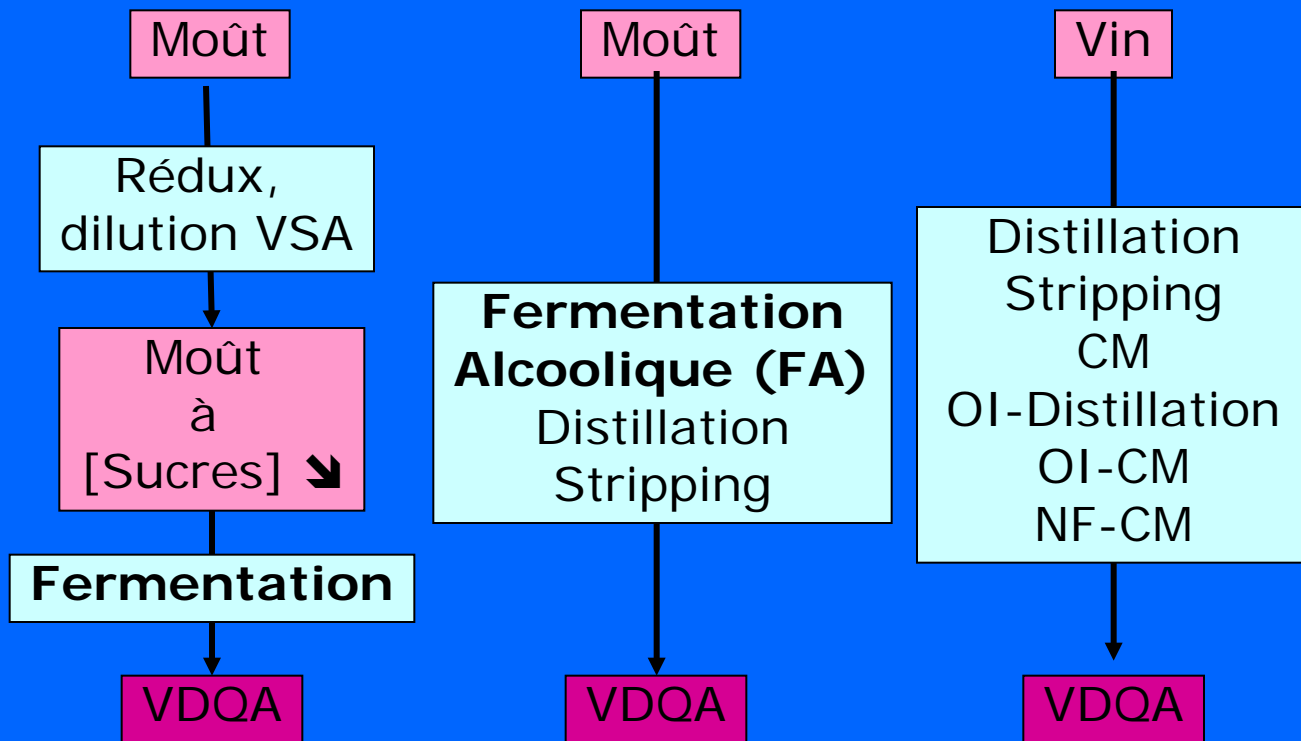 Moût
Rédux,
dilution VSA
Moût
à
[Sucres] ➘
Fermentation
VDQA
Moût
Fermentation
Alcoolique (FA)
Distillation
Stripping
VDQA
Vin
Distillation
Stripping
CM
OI-Distillation
OI-CM
NF-CM
VDQA